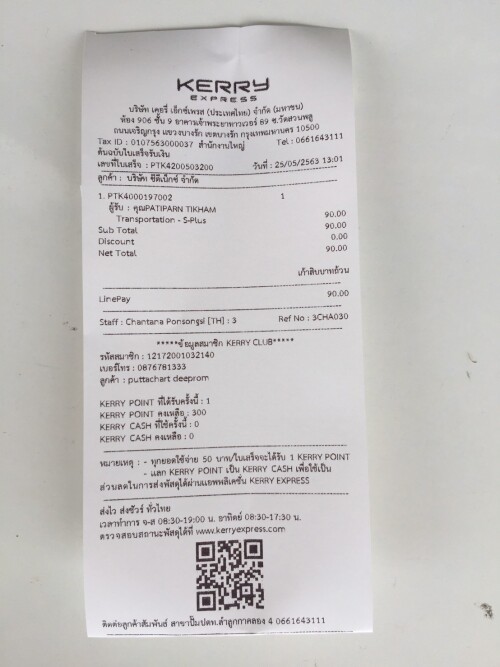 KERRY
EXPRESS
บริษัท เคอรี่ เอ็กซ์เพรส (ประเทศไทย) จำกัด (มหาชน)
ห้อง 906 ชั้น 9 อาคารเจ้าพระยาทาวเวอร์ 89 ซ.วัดสวนพลู
ถนนเจริญกรุง แขวงบางรัก เขตบางรัก กรุงเทพมหานคร 10500
Tax ID : 0107563000037 สำนักงานใหญ่ Tel : 0661643111
ต้นฉบับใบเสร็จรับเงิน
เลขที่ใบเสร็จ : PTK4200503200 วันที่ : 25/05/2563 13:01
ลูกค้า : บริษัท ซีดีเน็กซ์ จำกัด
1. PTK4000197002 1
ผู้รับ : คุณPATIPARN TIKHAM
Transportation - S-Plus 90.00
Sub Total 90.00
Discount 0.00
Net Total 90.00
เก้าสิบบาทถ้วน
LinePay 90.00
Staff : Chantana Ponsongsi [TH] : 3 Ref No : 3CHA030
*****ข้อมูลสมาชิก KERRY CLUB*****
รหัสสมาชิก : 12172001032140
เบอร์โทร : 0876781333
ลูกค้า : puttachart deeprom
KERRY POINT ที่ได้รับครั้งนี้ : 1
KERRY POINT คงเหลือ : 300
KERRY CASH ที่ใช้ครั้งนี้ : 0
KERRY CASH คงเหลือ : 0
หมายเหตุ : - ทุกยอดใช้จ่าย 50 บาท/ใบเสร็จจะได้รับ 1 KERRY POINT
- แลก KERRY POINT เป็น KERRY CASH เพื่อใช้เป็น
ส่วนลดในการส่งพัสดุได้ผ่านแอพพลิเคชั่น KERRY EXPRESS
ส่งไว ส่งชัวร์ ทั่วไทย
เวลาทำการ จ-ส 08:30-19:00 น. อาทิตย์ 08:30-17:30 น.
ตรวจสอบสถานะพัสดุได้ที่ www.kerryexpress.com
ติดต่อลูกค้าสัมพันธ์ สาขาปั๊มปตท.ลำลูกกาคลอง 4 0661643111